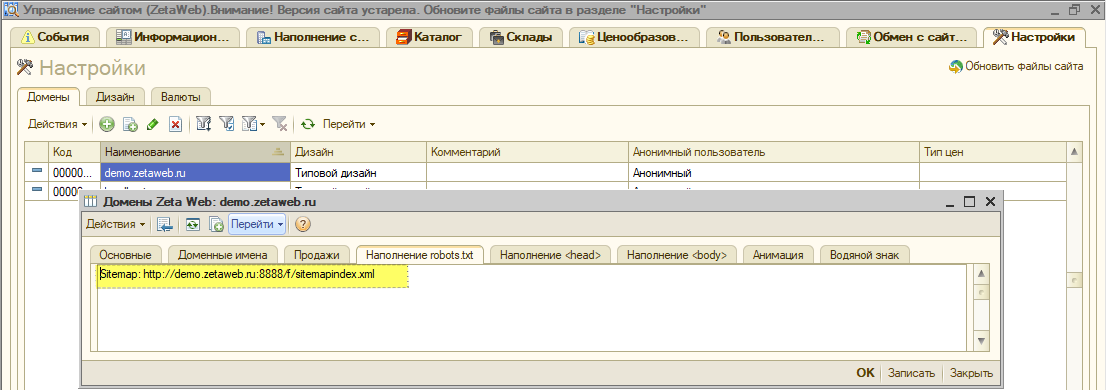 Управление сайтом (ZetaWeb).Внимание! Версия сайта устарела. Обновите файлы сайта в разделе "Настройки"
События Информацион... Наполнение с... Каталог Склады Ценообразов... Пользовател... Обмен с сайт... Настройки
Настройки Обновить файлы сайта
Домены Дизайн Валюты
Действия Перейти
Код Наименование Дизайн Комментарий Анонимный пользователь Тип цен
00000... demo.zetaweb.ru Типовой дизайн Анонимный
00000
Домены Zeta Web: demo.zetaweb.ru
Действия Перейти
Основные Доменные имена Продажи Наполнение robots.txt Наполнение <head> Наполнение <body> Анимация Водяной знак
Sitemap: http://demo.zetaweb.ru:8888/f/sitemapindex.xml
OK Записать Закрыть